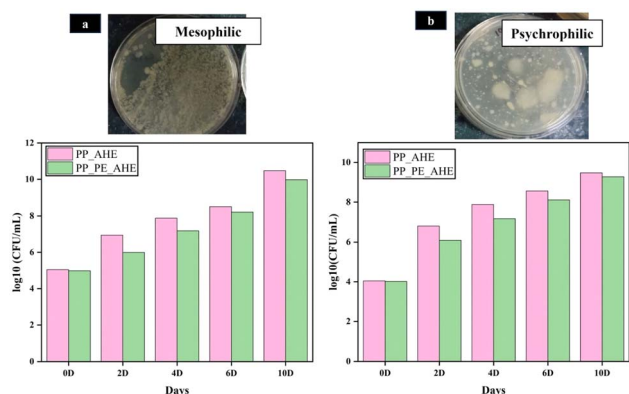 a
Mesophilic
b
Psychrophilic
12
10
8
6
4
2
0
log10 (CFU/mL)
PP_AHE
PP_PE_AHE
0D
2D
4D
6D
10D
Days
10
8
6
4
2
0
log10(CFU/mL)
PP_AHE
PP_PE_AHE
0D
2D
4D
6D
10D
Days